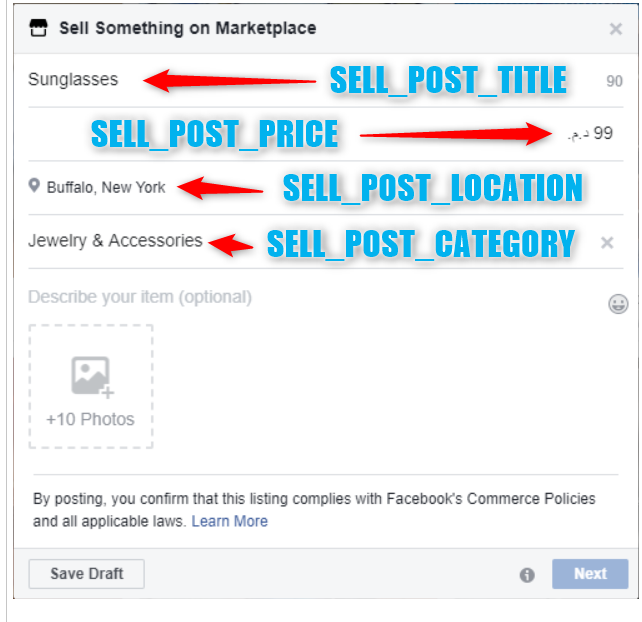 Sell Something on Marketplace
Sunglasses SELL_POST_TITLE 90
SELL_POST_PRICE 99 د.م.
Buffalo, New York SELL_POST_LOCATION
Jewelry & Accessories SELL_POST_CATEGORY
Describe your item (optional)
+10 Photos
By posting, you confirm that this listing complies with Facebook's Commerce Policies
and all applicable laws. Learn More
Save Draft Next